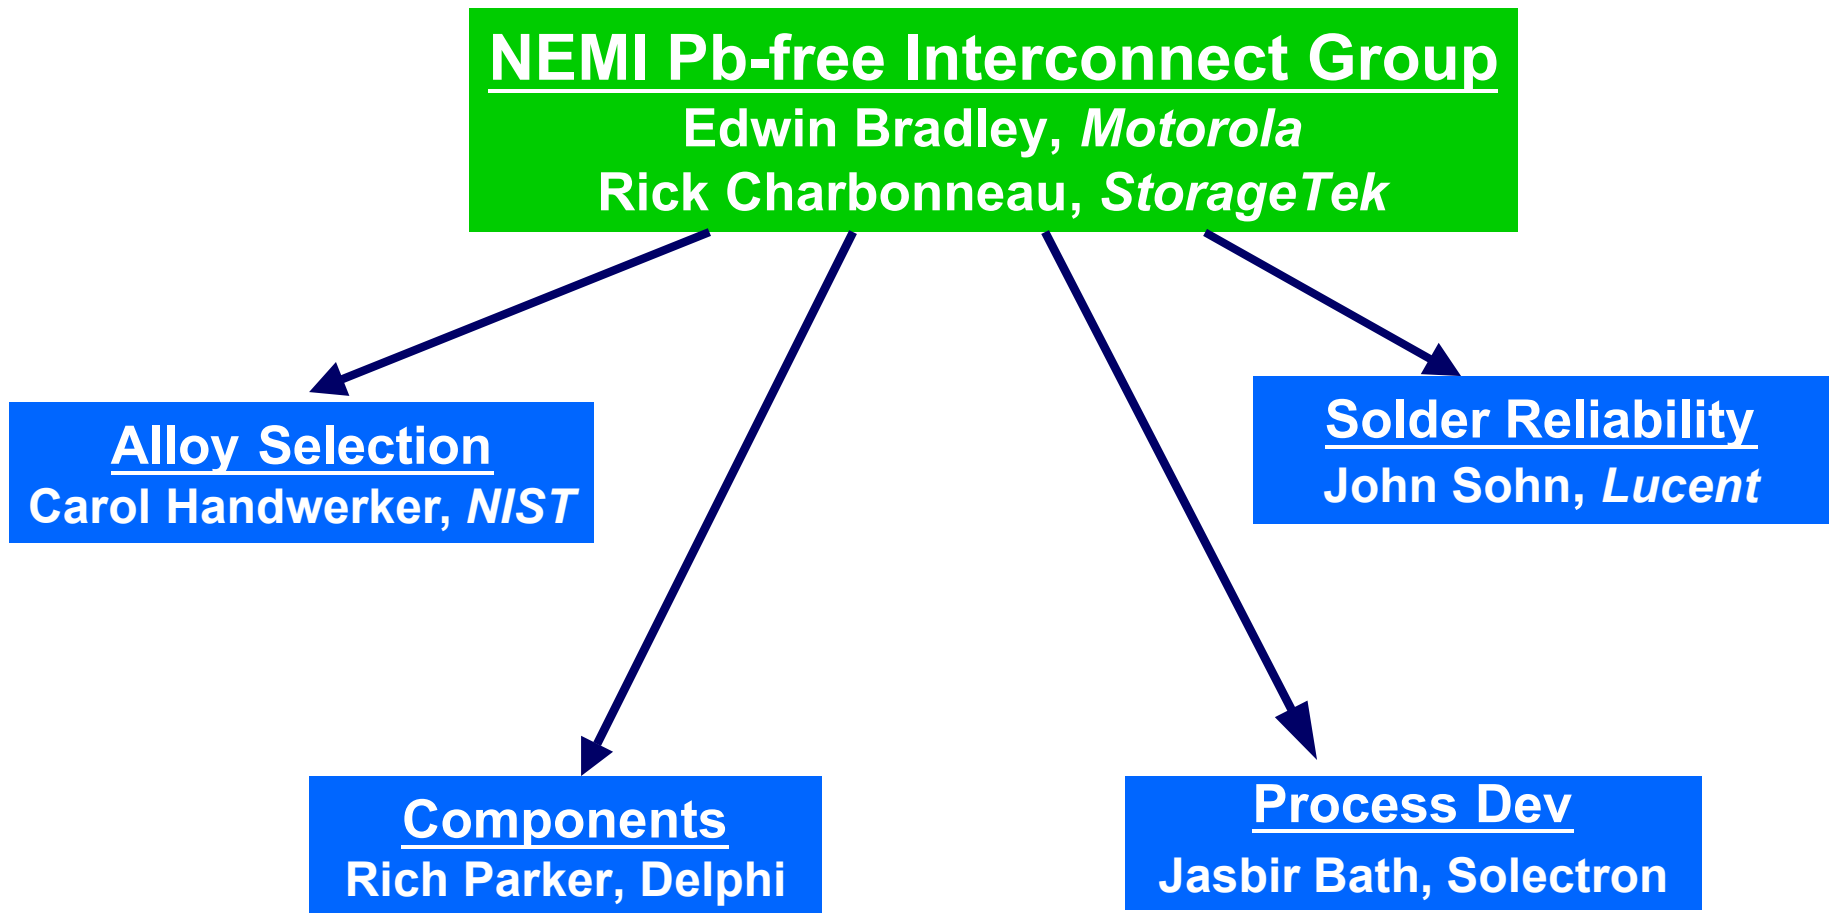 NEMI Pb-free Interconnect Group
Edwin Bradley, Motorola
Rick Charbonneau, StorageTek
Alloy Selection
Carol Handwerker, NIST
Solder Reliability
John Sohn, Lucent
Components
Rich Parker, Delphi
Process Dev
Jasbir Bath, Solectron